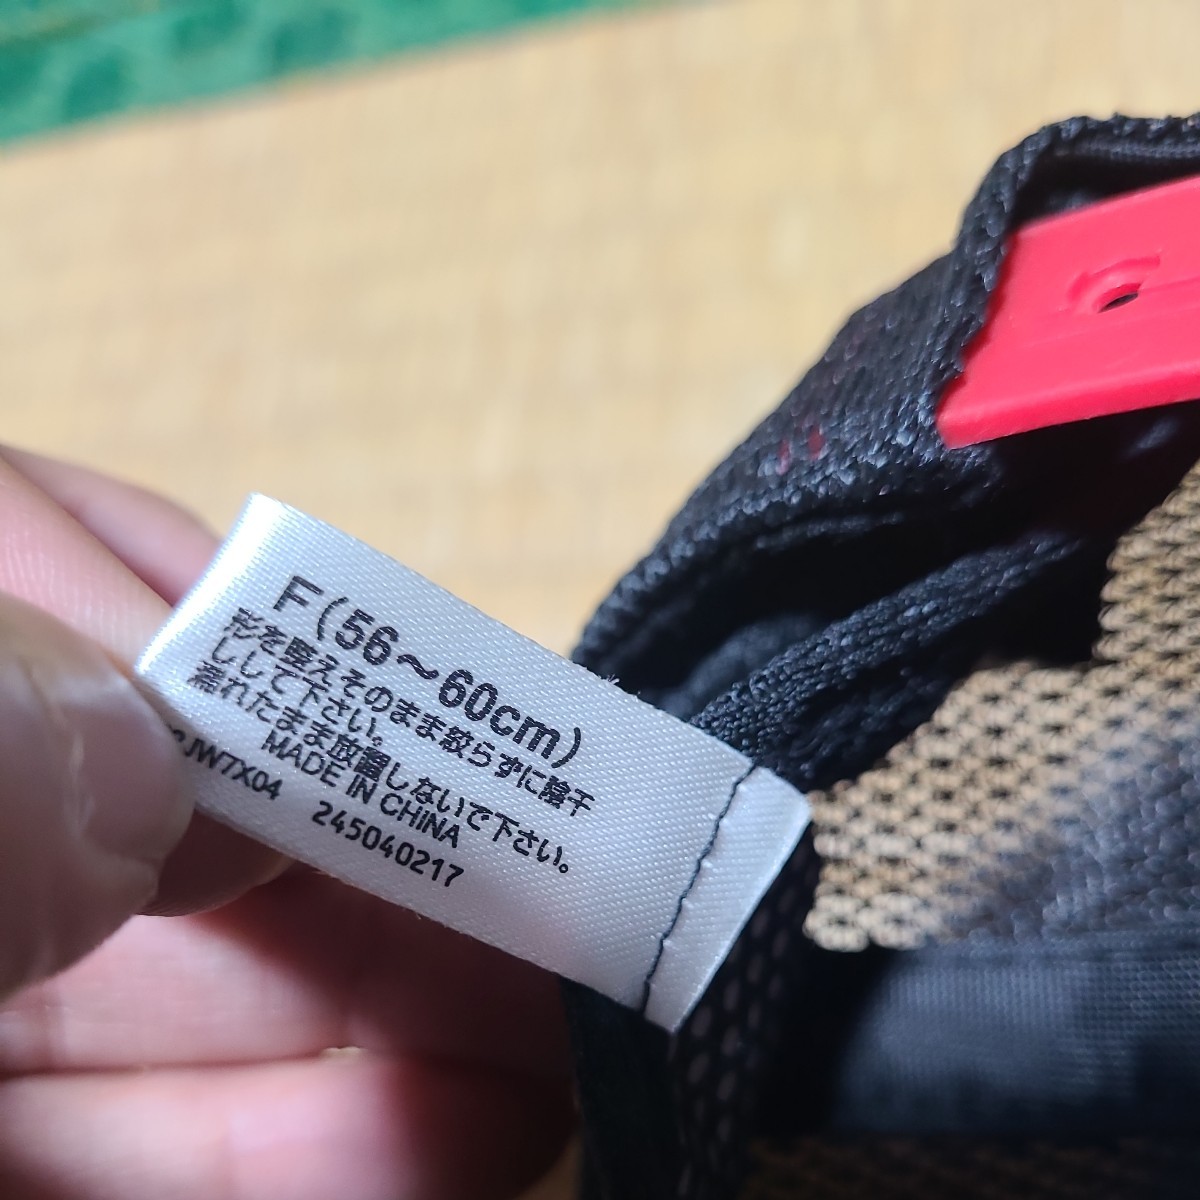 F(56～60cm)
形を整えそのまま絞らずに陰干
しして下さい。
濡れたまま放置しないで下さい。
MADE IN CHINA
JW7X04 245040217